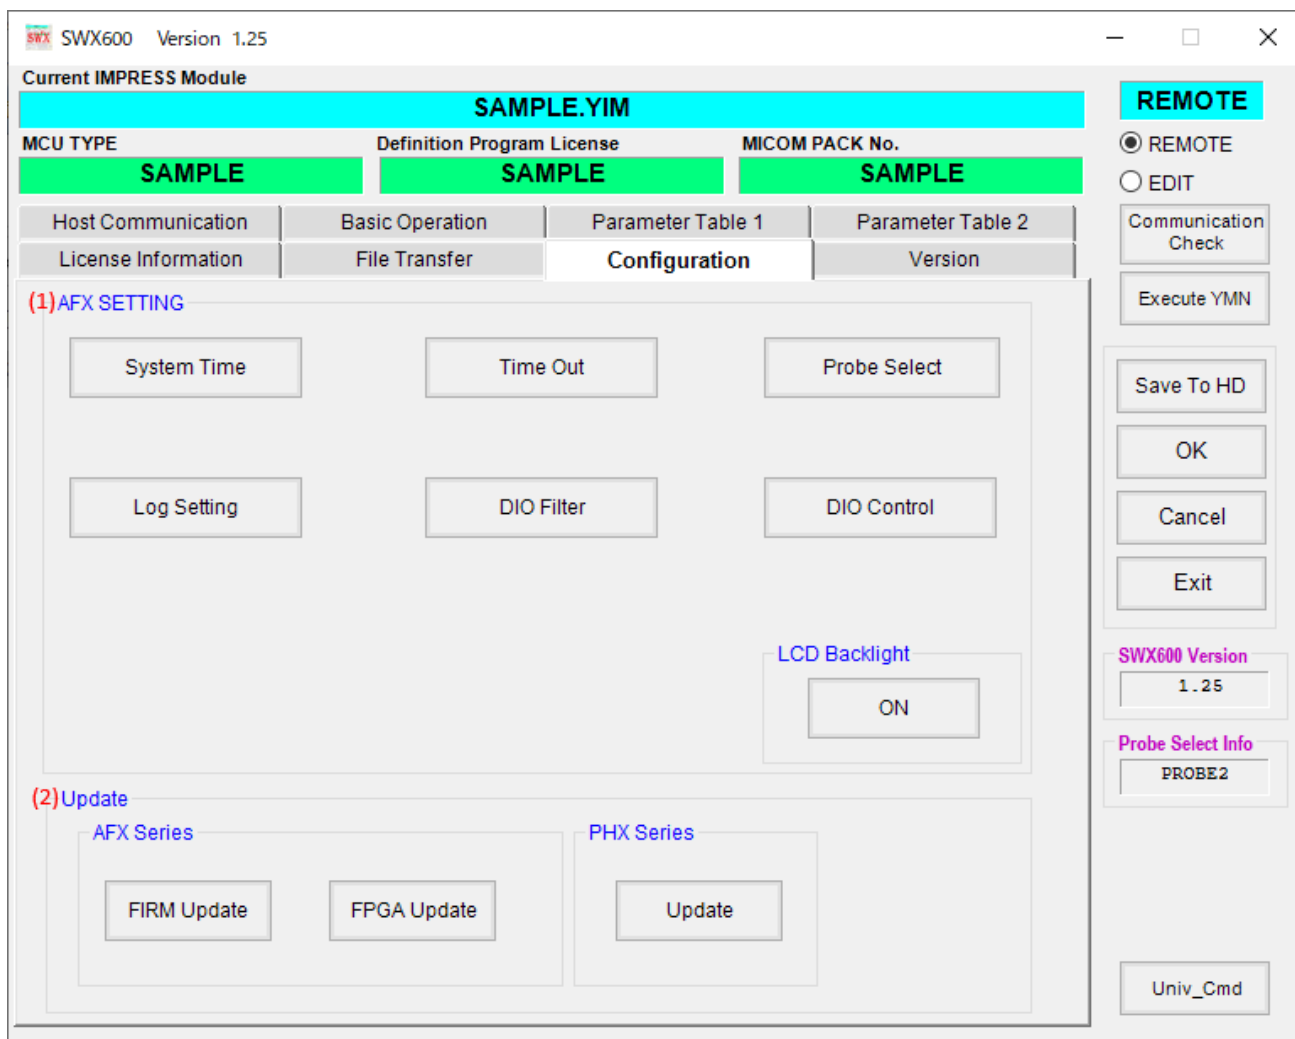 SWX SWX600 Version 1.25
Current IMPRESS Module
SAMPLE.YIM
MCU TYPE Definition Program License MICOM PACK No.
SAMPLE SAMPLE SAMPLE
Host Communication Basic Operation Parameter Table 1 Parameter Table 2
License Information File Transfer Configuration Version
(1)AFX SETTING
System Time Time Out Probe Select
Log Setting DIO Filter DIO Control
LCD Backlight
ON
(2)Update
AFX Series PHX Series
FIRM Update FPGA Update Update
REMOTE
REMOTE
EDIT
Communication
Check
Execute YMN
Save To HD
OK
Cancel
Exit
SWX600 Version
1.25
Probe Select Info
PROBE2
Univ_Cmd